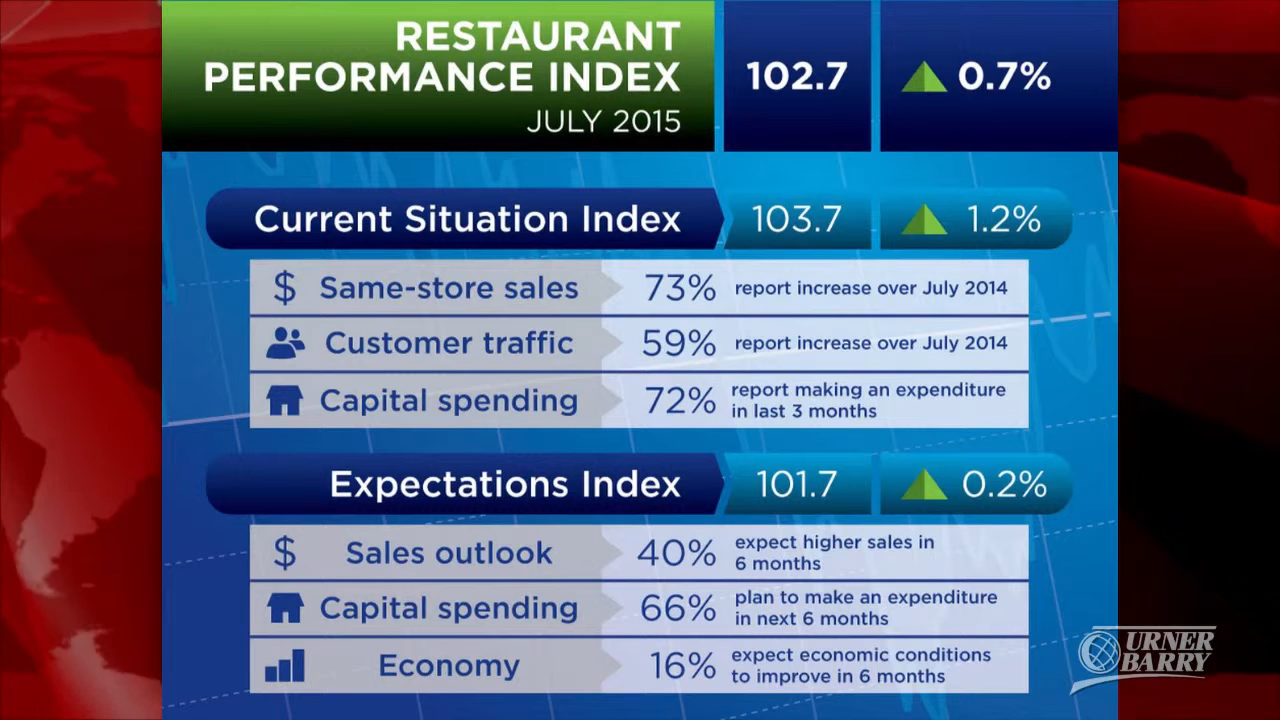 RESTAURANT
PERFORMANCE INDEX
JULY 2015
102.7
0.7%
Current Situation Index 103.7 1.2%
$ Same-store sales 73% report increase over July 2014
Customer traffic 59% report increase over July 2014
Capital spending 72% report making an expenditure
in last 3 months
Expectations Index 101.7 0.2%
$ Sales outlook 40% expect higher sales in
6 months
Capital spending 66% plan to make an expenditure
in next 6 months
Economy 16% expect economic conditions
to improve in 6 months
URNER
BARRY